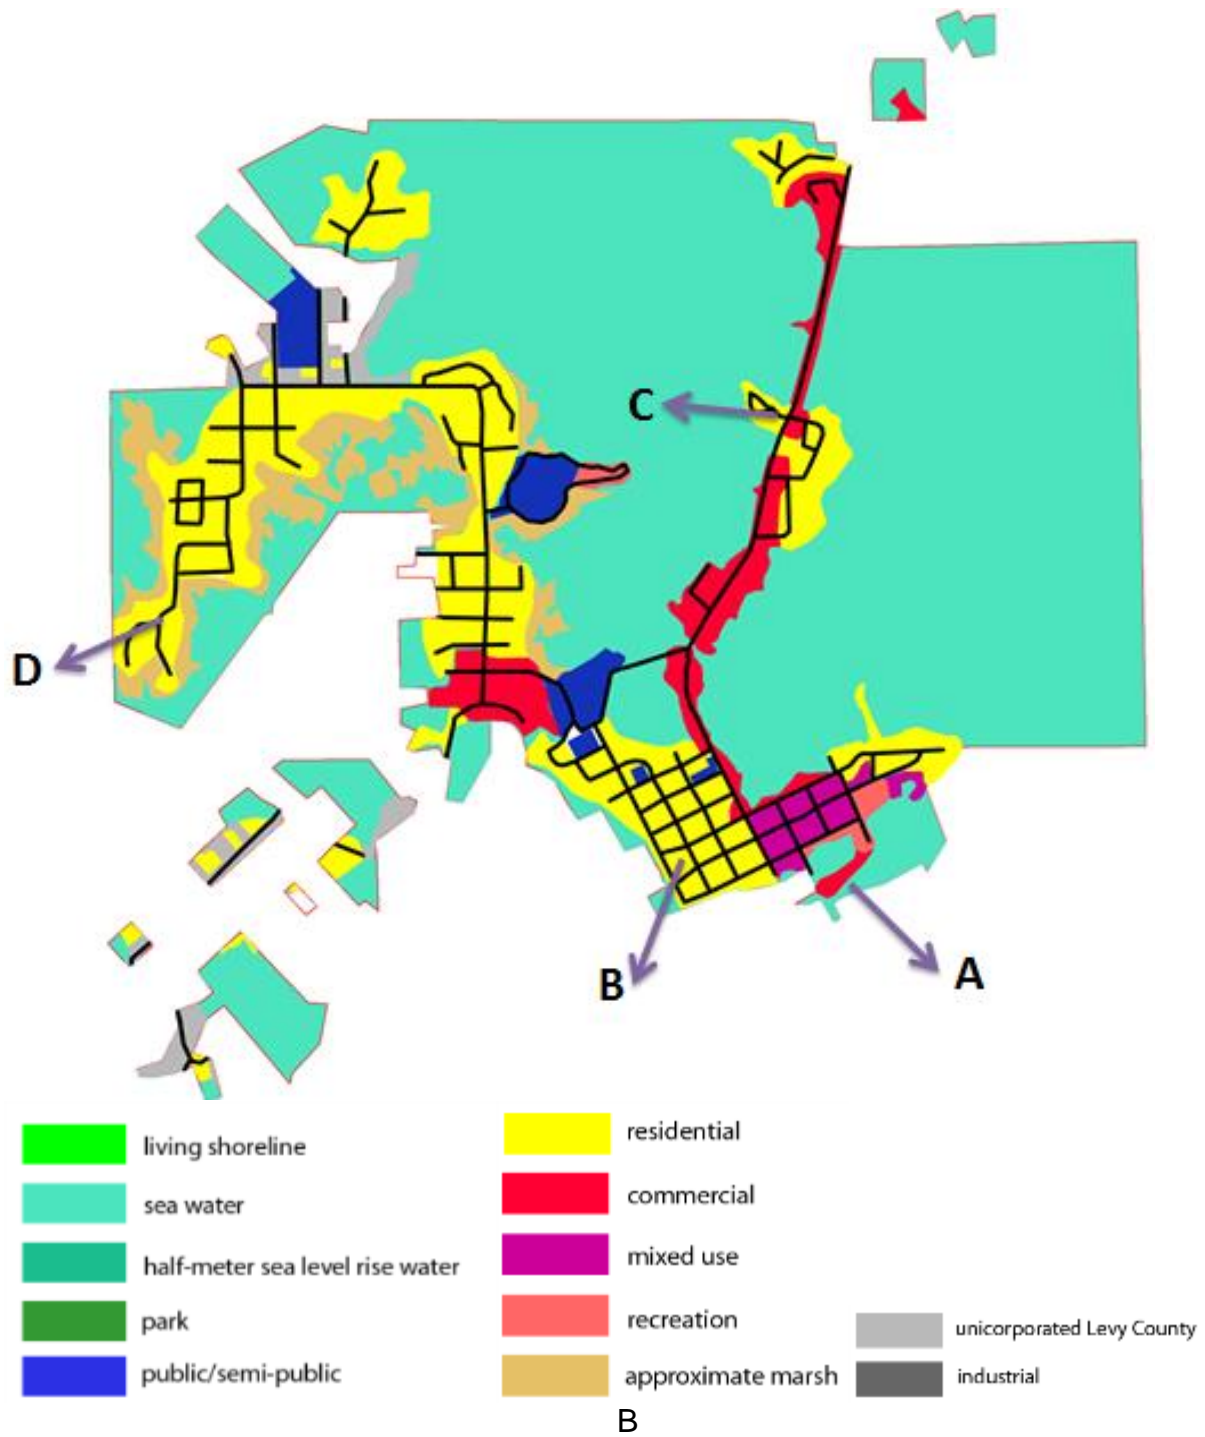 C
D
B
A
living shoreline
sea water
half-meter sea level rise water
park
public/semi-public
residential
commercial
mixed use
recreation
approximate marsh
unicorporated Levy County
industrial
B